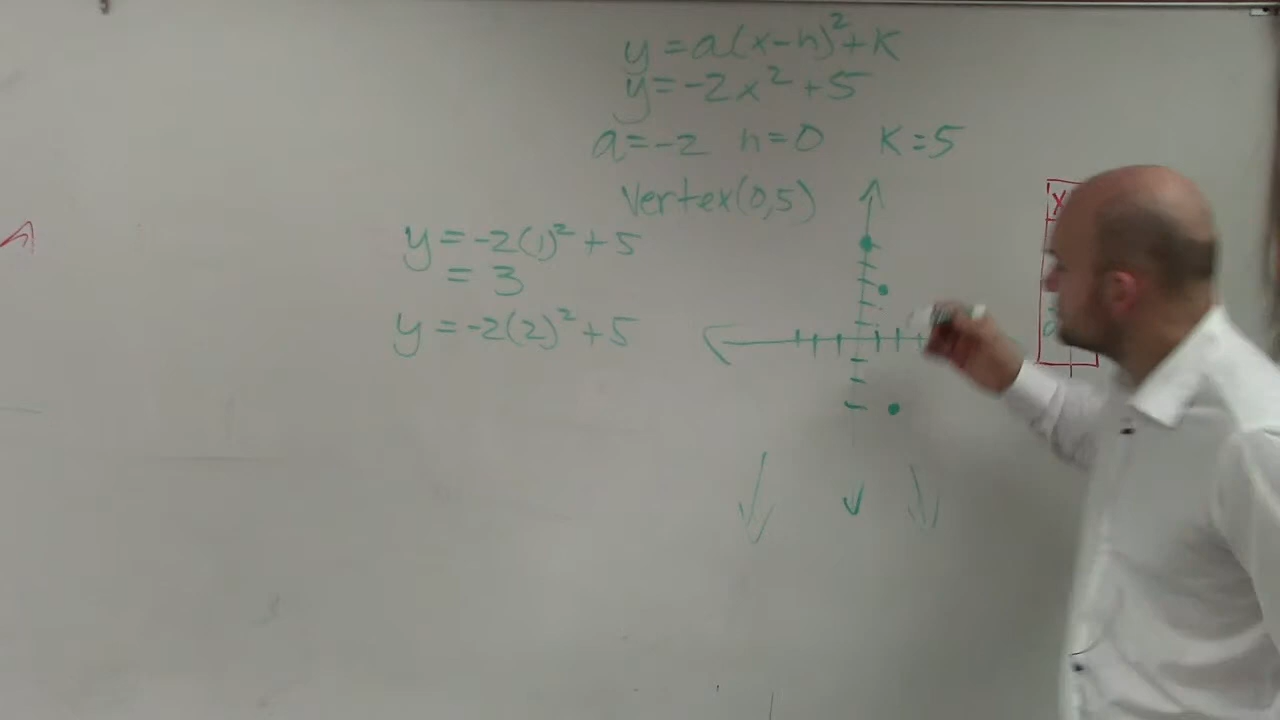 y = a(x-h)² + K
y = -2x² + 5
a = -2 h = 0 K = 5
Vertex (0,5)
y = -2(1)² + 5
= 3
y = -2(2)² + 5
X